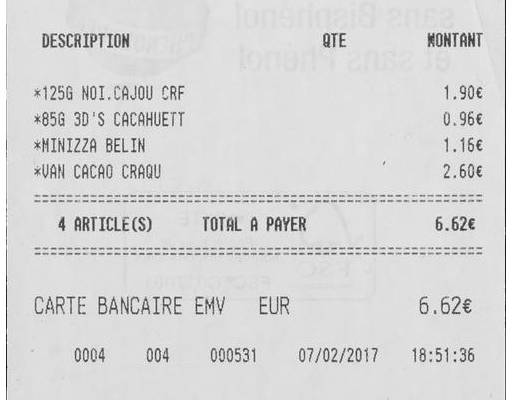 sans Bisphénol
et sans Phénol
DESCRIPTION QTE MONTANT
*125G NOI.CAJOU CRF 1.90€
*85G 3D'S CACAHUETT 0.96€
*MINIZZA BELIN 1.16€
*VAN CACAO CRAQU 2.60€
4 ARTICLE(S) TOTAL A PAYER 6.62€
CARTE BANCAIRE EMV EUR 6.62€
0004 004 000531 07/02/2017 18:51:36